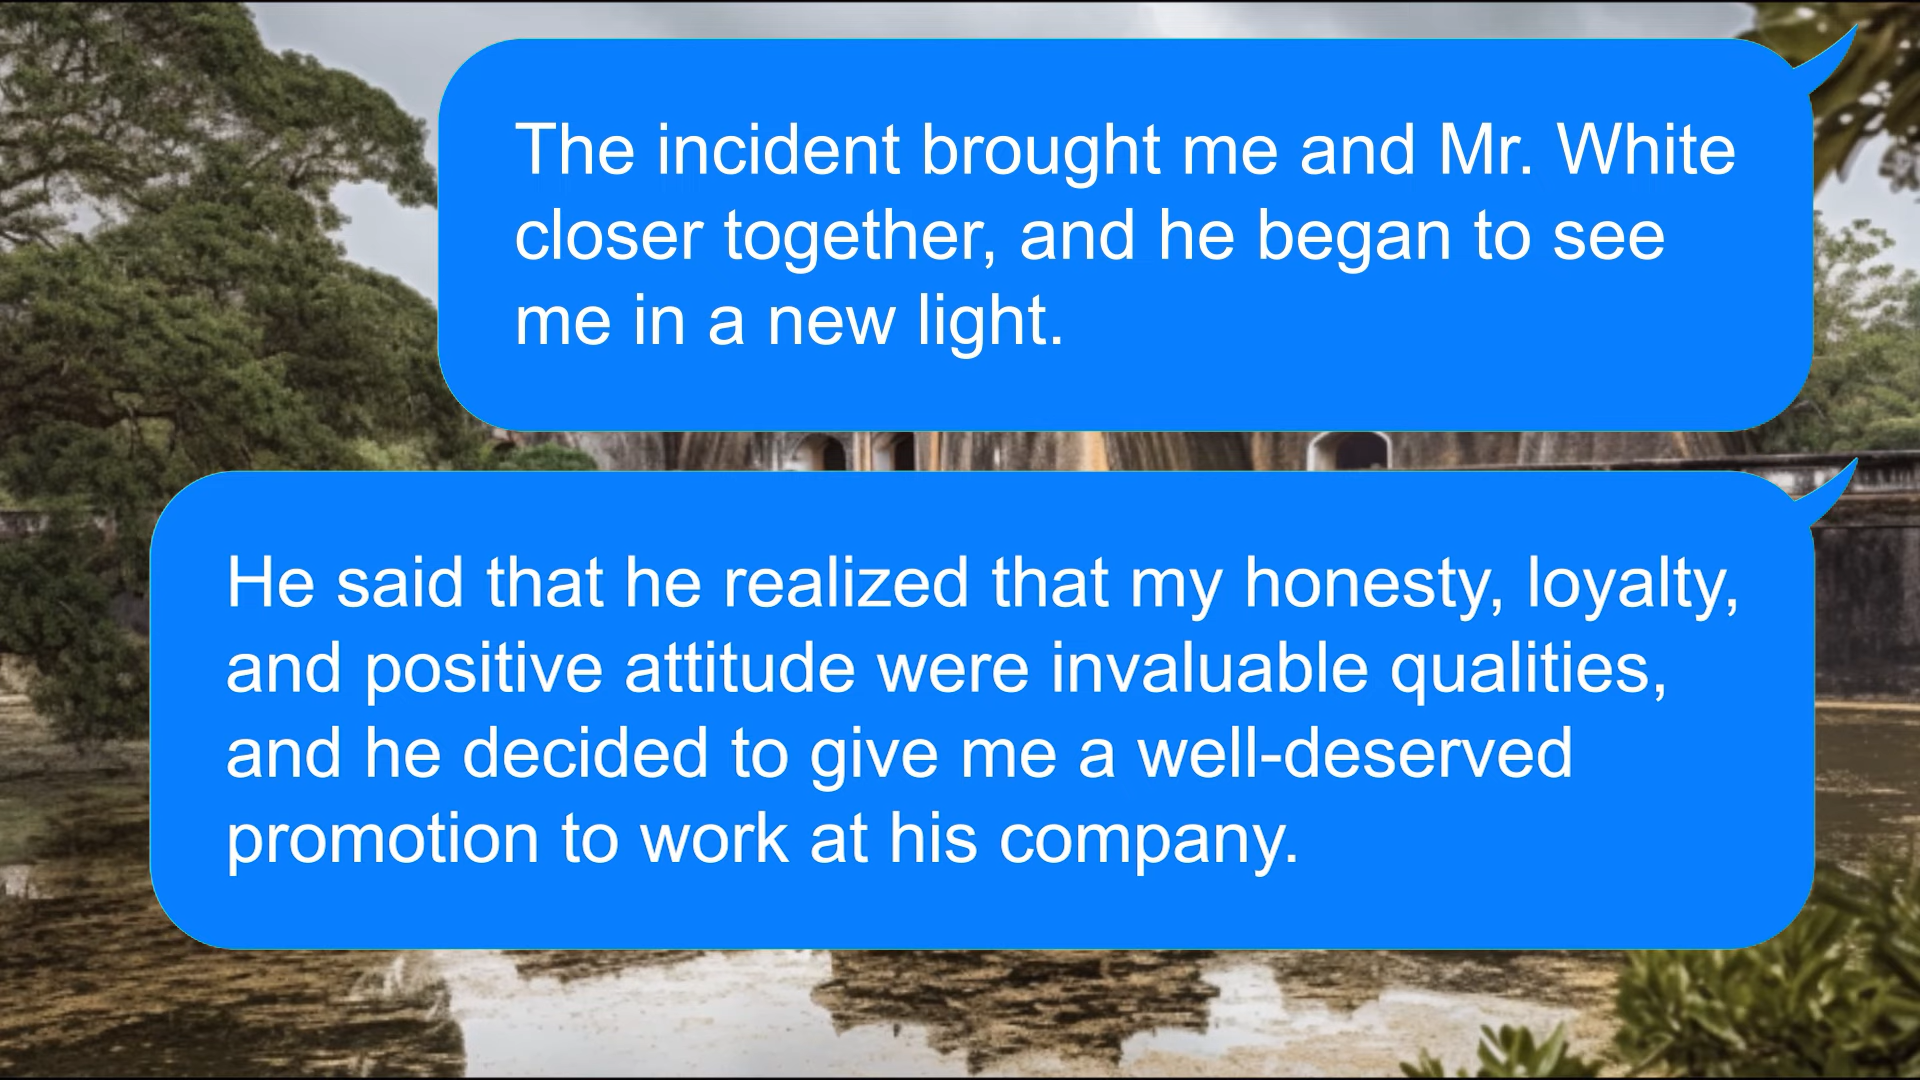 The incident brought me and Mr. White
closer together, and he began to see
me in a new light.
He said that he realized that my honesty, loyalty,
and positive attitude were invaluable qualities,
and he decided to give me a well-deserved
promotion to work at his company.